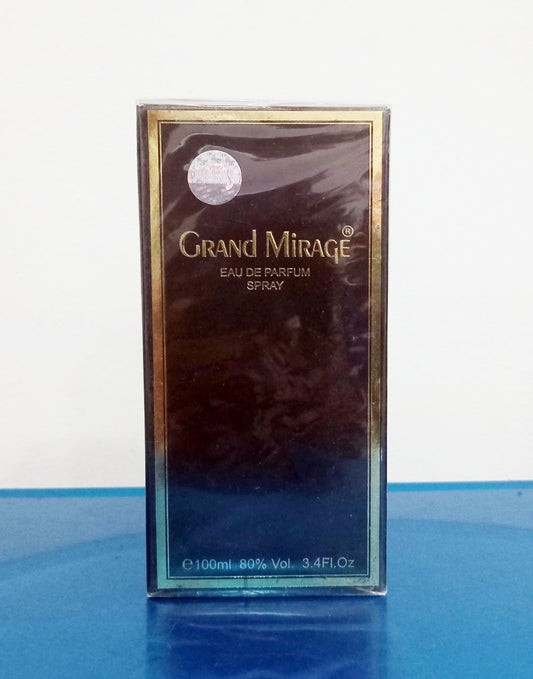 GRAND MIRAGE®
EAU DE PARFUM
SPRAY
℮100ml 80% Vol. 3.4Fl.Oz